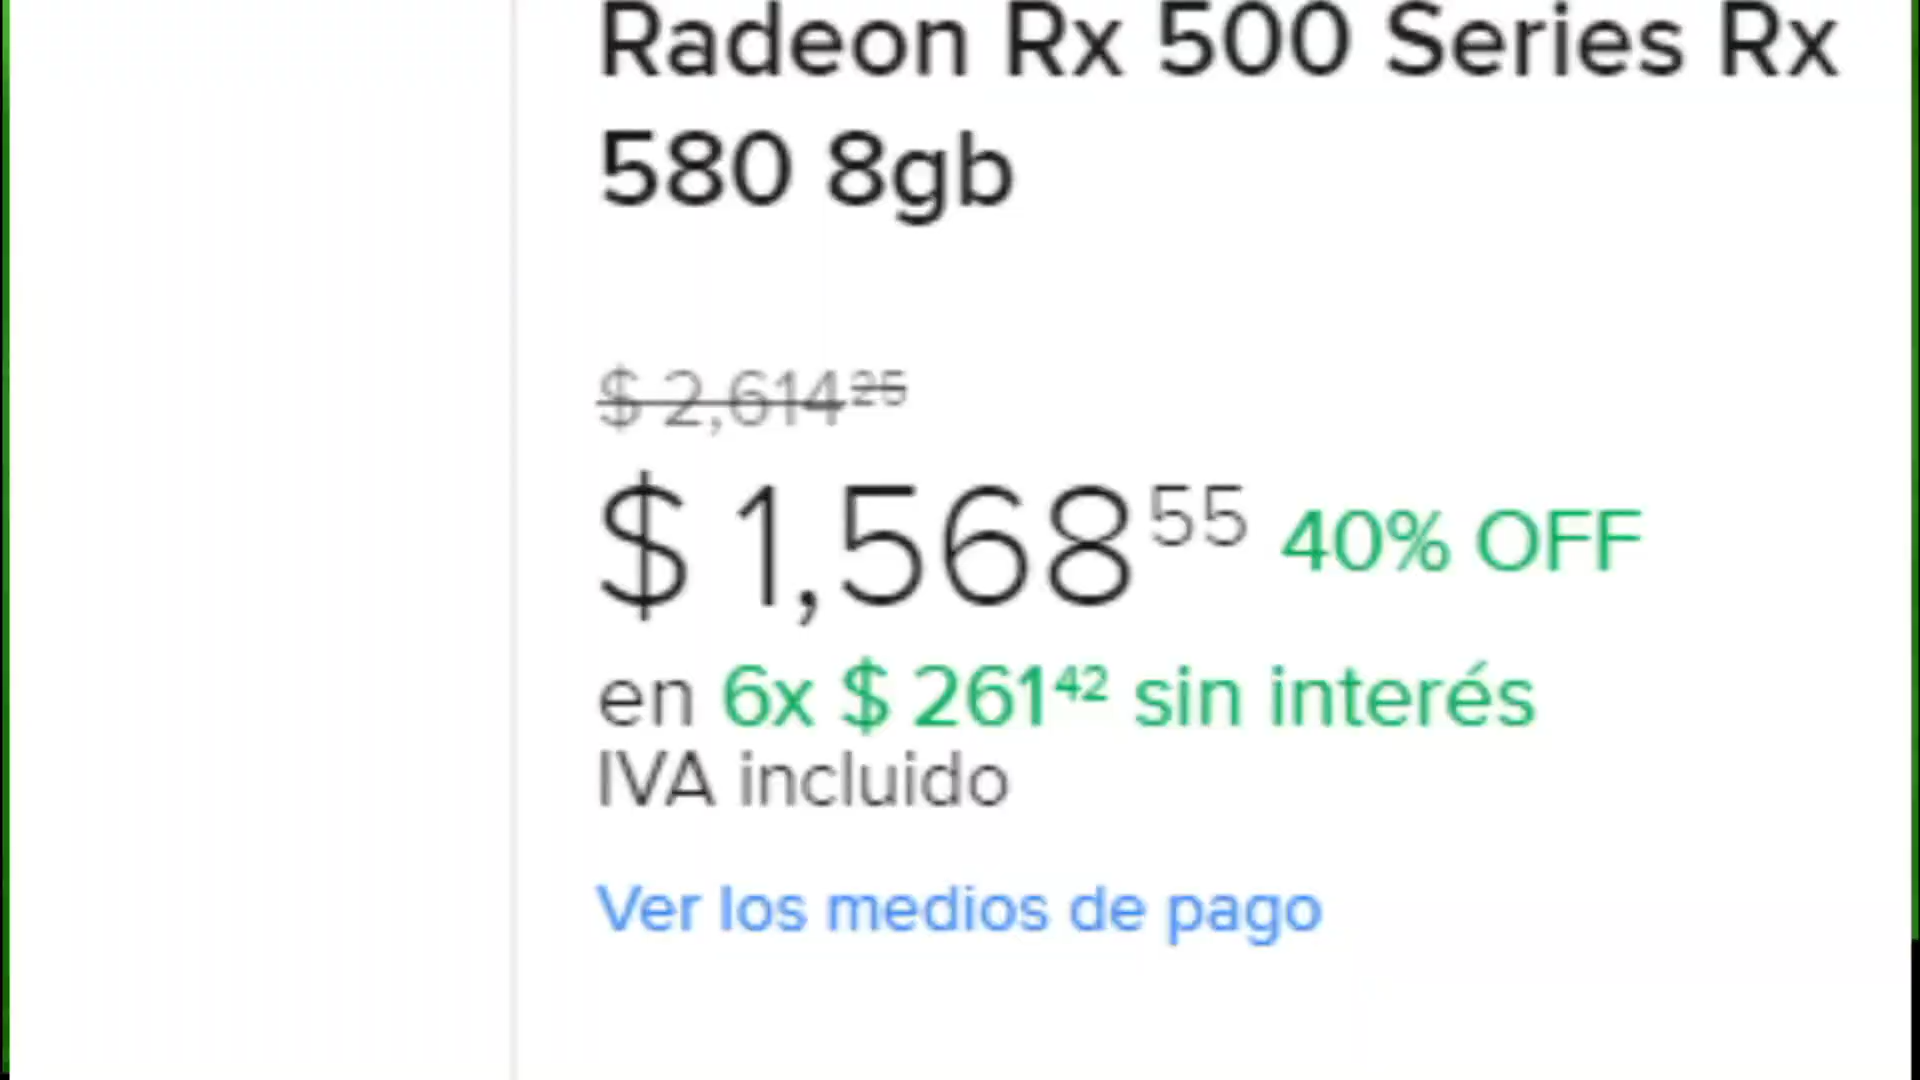 Radeon Rx 500 Series Rx
580 8gb
$ 2,614 25
$ 1,568 55 40% OFF
en 6x $ 261 42 sin interés
IVA incluido
Ver los medios de pago